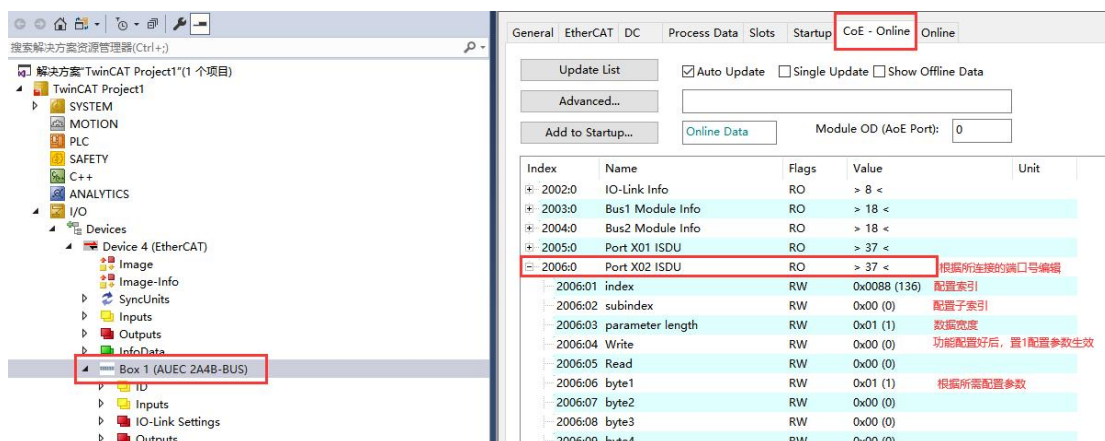 搜索解决方案资源管理器(Ctrl+;)
解决方案"TwinCAT Project1"(1 个项目)
TwinCAT Project1
SYSTEM
MOTION
PLC
SAFETY
C++
ANALYTICS
I/O
Devices
Device 4 (EtherCAT)
Image
Image-Info
SyncUnits
Inputs
Outputs
InfoData
Box 1 (AUEC 2A4B-BUS)
ID
Inputs
IO-Link Settings
Outputs
General EtherCAT DC Process Data Slots Startup CoE - Online Online
Update List Auto Update Single Update Show Offline Data
Advanced...
Add to Startup... Online Data Module OD (AoE Port): 0
Index Name Flags Value Unit
2002:0 IO-Link Info RO > 8 <
2003:0 Bus1 Module Info RO > 18 <
2004:0 Bus2 Module Info RO > 18 <
2005:0 Port X01 ISDU RO > 37 <
2006:0 Port X02 ISDU RO > 37 < 根据所连接的端口号编辑
2006:01 index RW 0x0088 (136) 配置索引
2006:02 subindex RW 0x00 (0) 配置子索引
2006:03 parameter length RW 0x01 (1) 数据宽度
2006:04 Write RW 0x00 (0) 功能配置好后，置1配置参数生效
2006:05 Read RW 0x00 (0)
2006:06 byte1 RW 0x01 (1) 根据所需配置参数
2006:07 byte2 RW 0x00 (0)
2006:08 byte3 RW 0x00 (0)
2006:09 byte4 RW 0x00 (0)